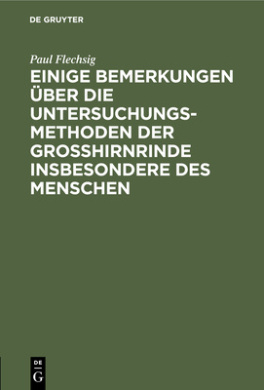 DE GRUYTER
Paul Flechsig
EINIGE BEMERKUNGEN
ÜBER DIE
UNTERSUCHUNGS-
METHODEN DER
GROSSHIRNRINDE
INSBESONDERE DES
MENSCHEN
DE
G